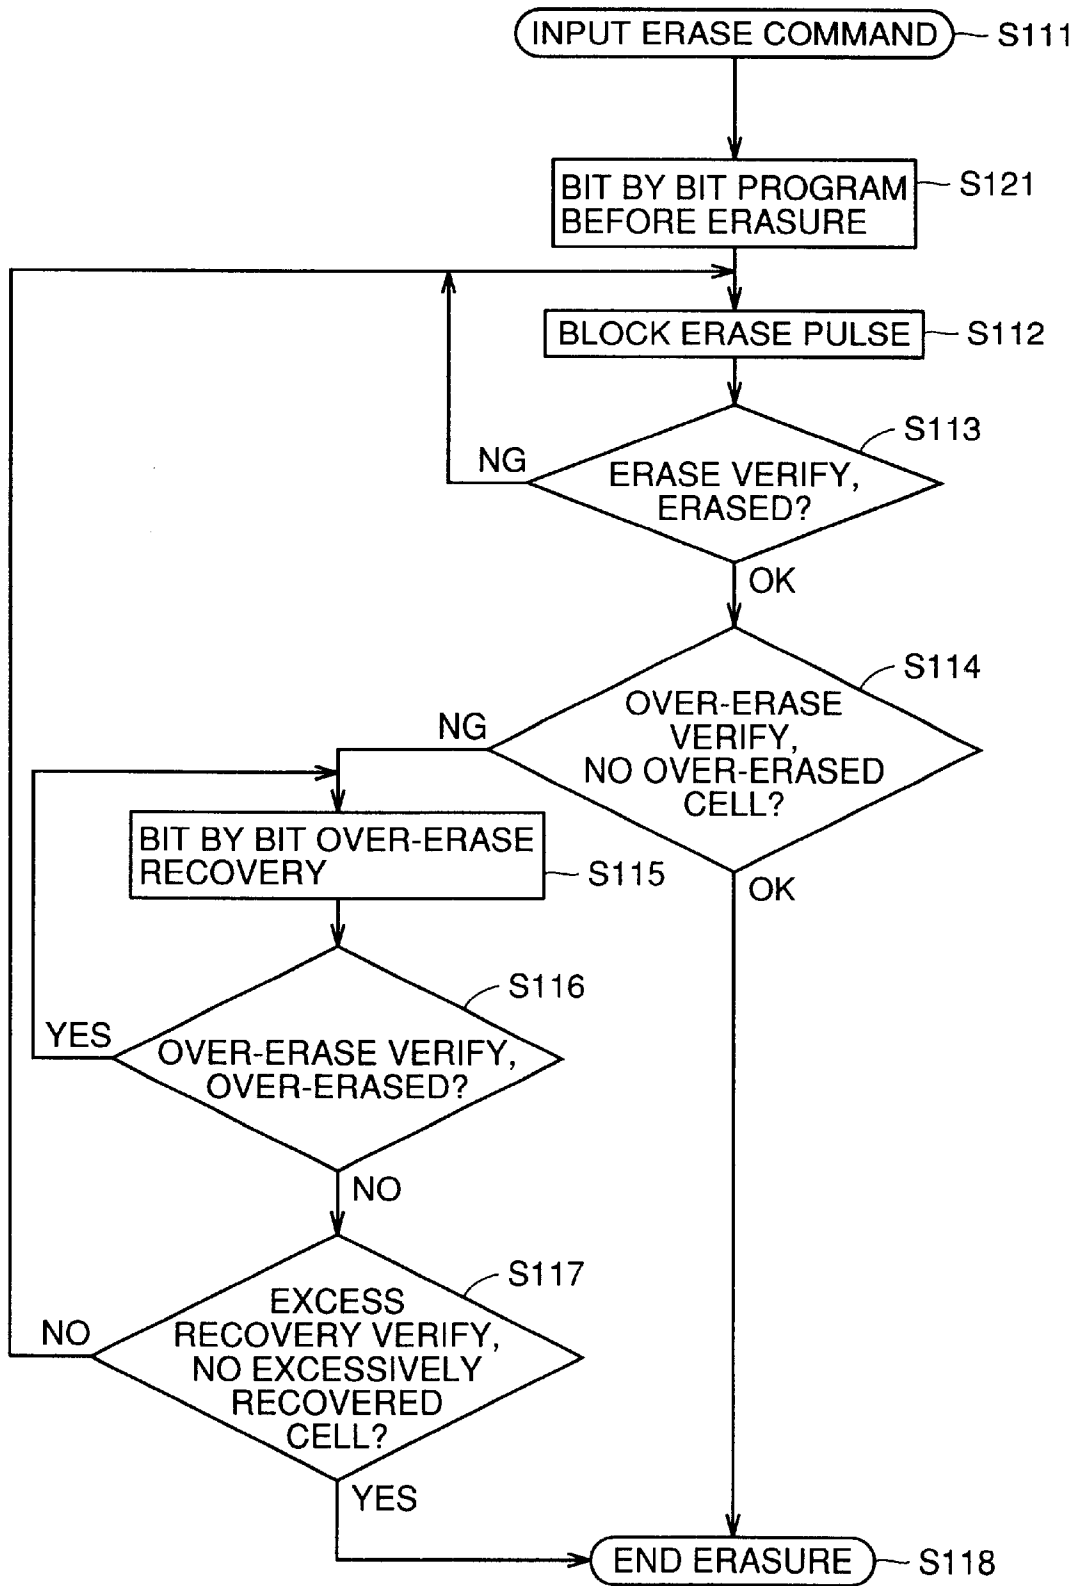 INPUT ERASE COMMAND
S111
BIT BY BIT PROGRAM
BEFORE ERASURE
S121
BLOCK ERASE PULSE
S112
S113
NG
ERASE VERIFY,
ERASED?
OK
S114
NG
OVER-ERASE
VERIFY,
NO OVER-ERASED
CELL?
OK
BIT BY BIT OVER-ERASE
RECOVERY
S115
S116
YES
OVER-ERASE VERIFY,
OVER-ERASED?
NO
S117
NO
EXCESS
RECOVERY VERIFY,
NO EXCESSIVELY
RECOVERED
CELL?
YES
END ERASURE
S118